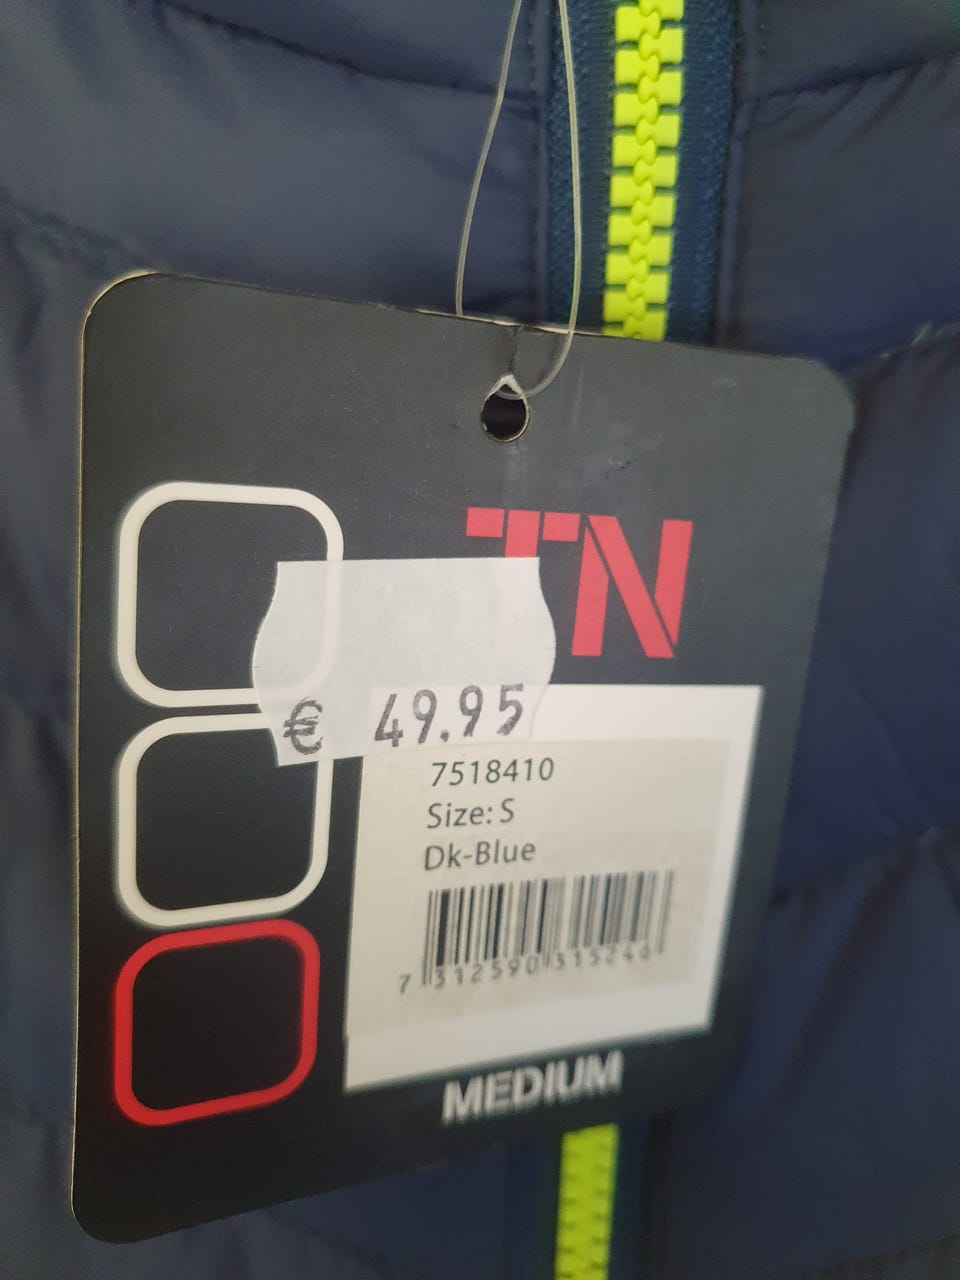 TN
€ 49.95
7518410
Size: S
Dk-Blue
7 312590 315246
MEDIUM